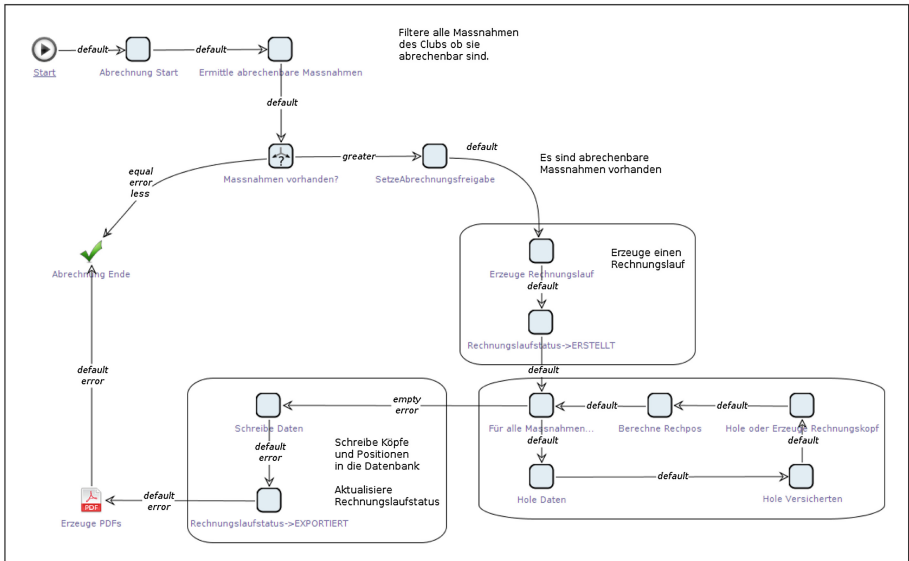 Filtere alle Massnahmen
des Clubs ob sie
abrechenbar sind.
default
default
Start
Abrechnung Start
Ermittle abrechenbare Massnahmen
default
default
greater
Es sind abrechenbare
Massnahmen vorhanden
equal
error
less
Massnahmen vorhanden?
SetzeAbrechnungsfreigabe
Erzeuge einen
Rechnungslauf
Abrechnung Ende
Erzeuge Rechnungslauf
default
Rechnungslaufstatus->ERSTELLT
default
error
default
empty
error
default
default
Schreibe Daten
Für alle Massnahmen...
Berechne Rechpos
Hole oder Erzeuge Rechnungskopf
default
error
Schreibe Köpfe
und Positionen
in die Datenbank
default
default
default
Aktualisiere
Rechnungslaufstatus
default
error
Hole Daten
Hole Versicherten
PDF
Erzeuge PDFs
Rechnungslaufstatus->EXPORTIERT